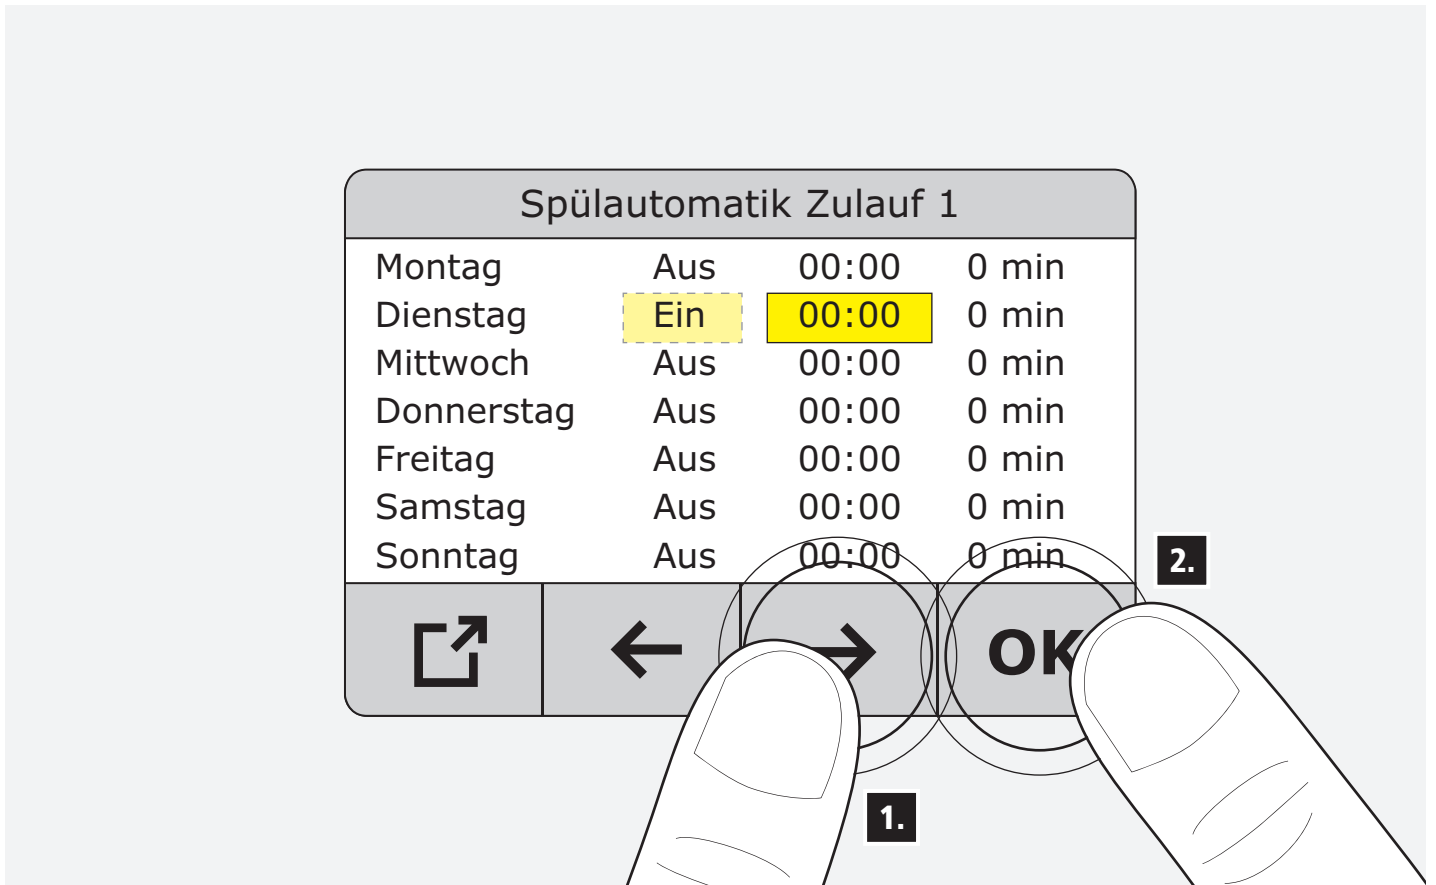 Spülautomatik Zulauf 1
Montag Aus 00:00 0 min
Dienstag Ein 00:00 0 min
Mittwoch Aus 00:00 0 min
Donnerstag Aus 00:00 0 min
Freitag Aus 00:00 0 min
Samstag Aus 00:00 0 min
Sonntag Aus 00:00 0 min
2.
OK
1.